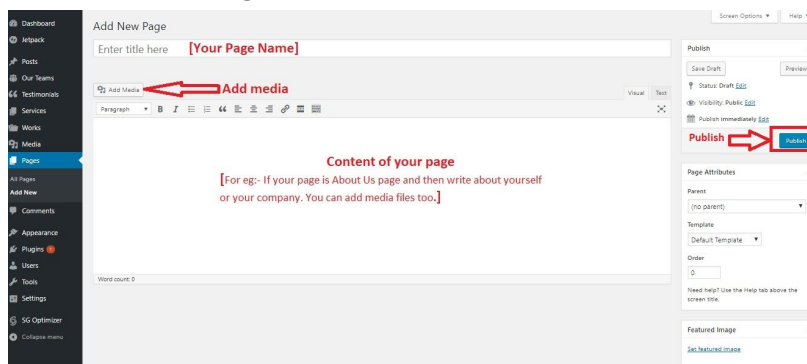 Screen Options ▼ Help ▼
Dashboard
Jetpack
Posts
Our Teams
Testimonials
Services
Works
Media
Pages
All Pages
Add New
Comments
Appearance
Plugins
Users
Tools
Settings
SG Optimizer
Collapse menu
Add New Page
Enter title here [Your Page Name]
Add Media Add media
Visual Text
Paragraph ▼ B I
Content of your page
[For eg:- If your page is About Us page and then write about yourself
or your company. You can add media files too.]
Word count: 0
Publish
Save Draft Preview
Status: Draft Edit
Visibility: Public Edit
Publish immediately Edit
Publish Publish
Page Attributes
Parent
(no parent) ▼
Template
Default Template ▼
Order
0
Need help? Use the Help tab above the
screen title.
Featured Image
Set featured image